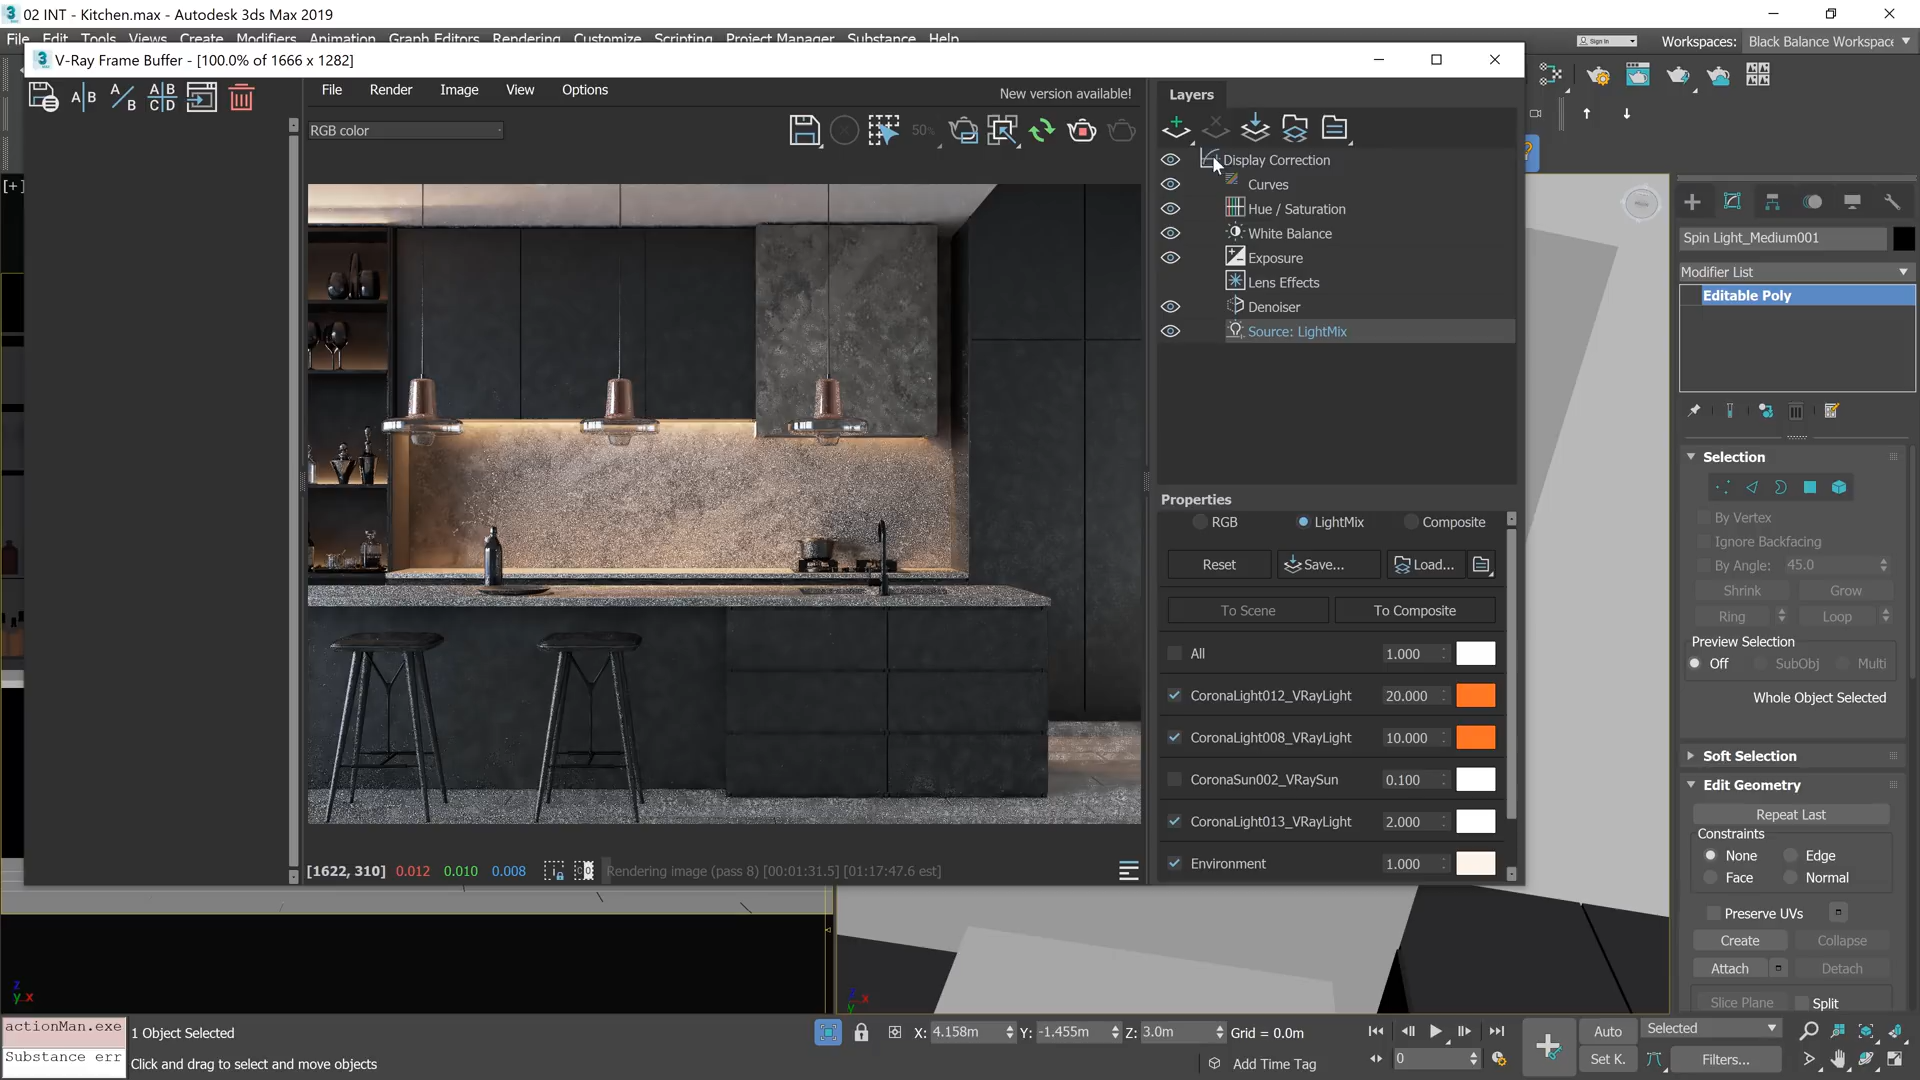 02 INT - Kitchen.max - Autodesk 3ds Max 2019
File Edit Tools Views Create Modifiers Animation Graph Editors Rendering Customize Scripting Project Manager Substance Help
Sign In
Workspaces: Black Balance Workspace
V-Ray Frame Buffer - [100.0% of 1666 x 1282]
File Render Image View Options
New version available!
RGB color
50%
Layers
Display Correction
Curves
Hue / Saturation
White Balance
Exposure
Lens Effects
Denoiser
Source: LightMix
Properties
RGB LightMix Composite
Reset Save... Load...
To Scene To Composite
All 1.000
CoronaLight012_VRayLight 20.000
CoronaLight008_VRayLight 10.000
CoronaSun002_VRaySun 0.100
CoronaLight013_VRayLight 2.000
Environment 1.000
[1622, 310] 0.012 0.010 0.008
Rendering image (pass 8) [00:01:31.5] [01:17:47.6 est]
[+]
Spin Light_Medium001
Modifier List
Editable Poly
Selection
By Vertex
Ignore Backfacing
By Angle: 45.0
Shrink Grow
Ring Loop
Preview Selection
Off SubObj Multi
Whole Object Selected
Soft Selection
Edit Geometry
Repeat Last
Constraints
None Edge
Face Normal
Preserve UVs
Create Collapse
Attach Detach
Slice Plane Split
z
y x
z
x
y
actionMan.exe
Substance err
1 Object Selected
Click and drag to select and move objects
X: 4.158m Y: -1.455m Z: 3.0m Grid = 0.0m
Add Time Tag
0
Auto Selected
Set K. Filters...